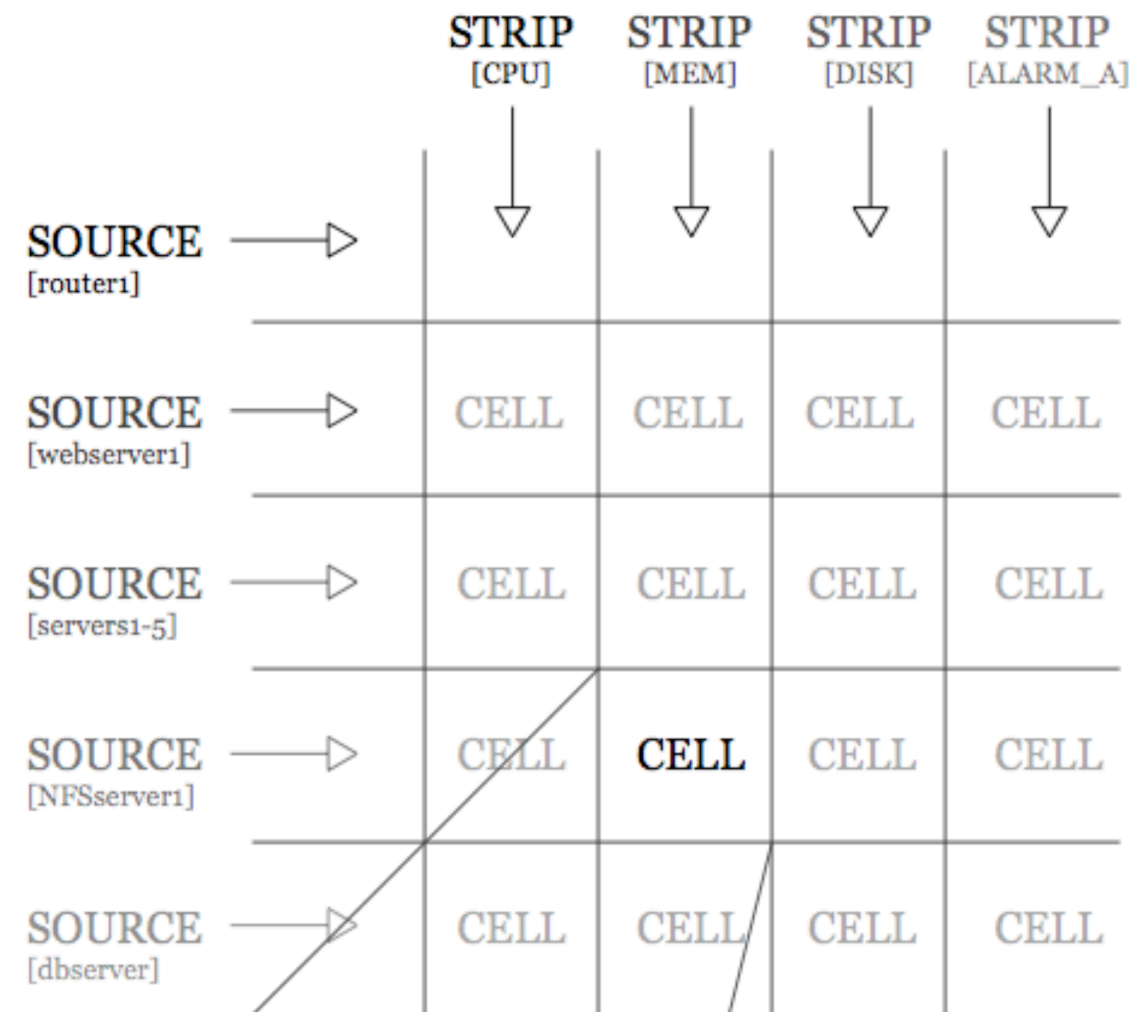 STRIP STRIP STRIP STRIP
[CPU] [MEM] [DISK] [ALARM_A]
SOURCE
[router1]
SOURCE CELL CELL CELL CELL
[webserver1]
SOURCE CELL CELL CELL CELL
[servers1-5]
SOURCE CELL CELL CELL CELL
[NFSserver1]
SOURCE CELL CELL CELL CELL
[dbserver]